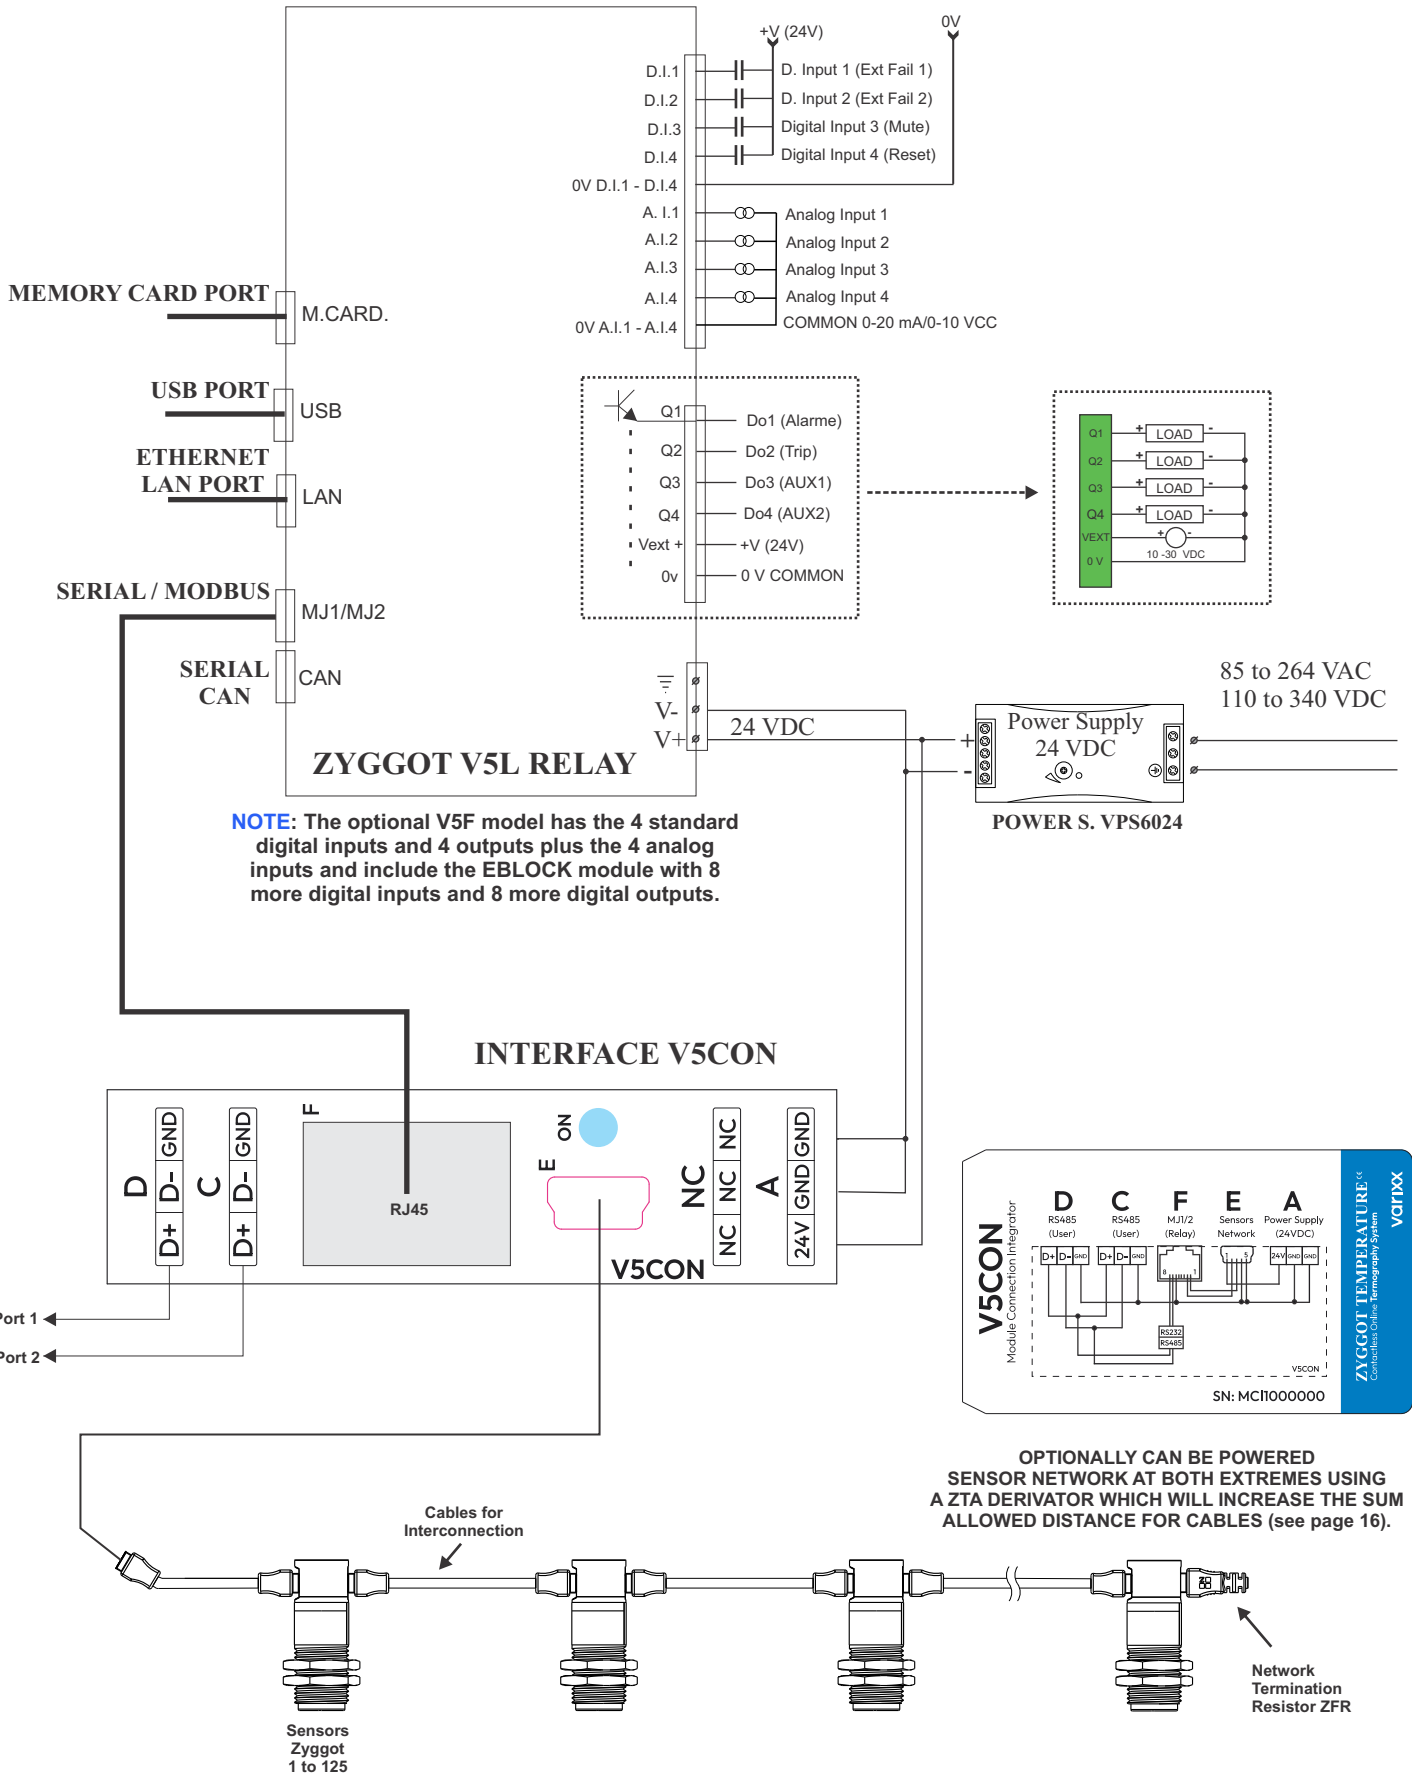 +V (24V)
0V
D.I.1
D. Input 1 (Ext Fail 1)
D.I.2
D. Input 2 (Ext Fail 2)
D.I.3
Digital Input 3 (Mute)
D.I.4
Digital Input 4 (Reset)
0V D.I.1 - D.I.4
A. I.1
Analog Input 1
A.I.2
Analog Input 2
A.I.3
Analog Input 3
A.I.4
Analog Input 4
0V A.I.1 - A.I.4
COMMON 0-20 mA/0-10 VCC
MEMORY CARD PORT
M.CARD.
USB PORT
USB
ETHERNET
LAN PORT
LAN
SERIAL / MODBUS
MJ1/MJ2
SERIAL
CAN
CAN
Q1
Do1 (Alarme)
Q2
Do2 (Trip)
Q3
Do3 (AUX1)
Q4
Do4 (AUX2)
Vext +
+V (24V)
0v
0 V COMMON
Q1
+ LOAD -
Q2
+ LOAD -
Q3
+ LOAD -
Q4
+ LOAD -
VEXT
+ -
10 -30 VDC
0 V
V-
V+
24 VDC
ZYGGOT V5L RELAY
85 to 264 VAC
110 to 340 VDC
+
-
Power Supply
24 VDC
POWER S. VPS6024
NOTE: The optional V5F model has the 4 standard
digital inputs and 4 outputs plus the 4 analog
inputs and include the EBLOCK module with 8
more digital inputs and 8 more digital outputs.
INTERFACE V5CON
D
D+ D- GND
C
D+ D- GND
F
RJ45
ON
E
V5CON
NC
NC NC NC
A
24V GND GND
Port 1
Port 2
V5CON
Module Connection Integrator
D
RS485
(User)
C
RS485
(User)
F
MJ1/2
(Relay)
E
Sensors
Network
A
Power Supply
(24VDC)
D+ D- GND
D+ D- GND
8 1
1 5
24V GND GND
RS232
RS485
V5CON
SN: MCI1000000
ZYGGOT TEMPERATURE CE
Contactless Online Termography System
varixx
OPTIONALLY CAN BE POWERED
SENSOR NETWORK AT BOTH EXTREMES USING
A ZTA DERIVATOR WHICH WILL INCREASE THE SUM
ALLOWED DISTANCE FOR CABLES (see page 16).
Cables for
Interconnection
Sensors
Zyggot
1 to 125
Network
Termination
Resistor ZFR